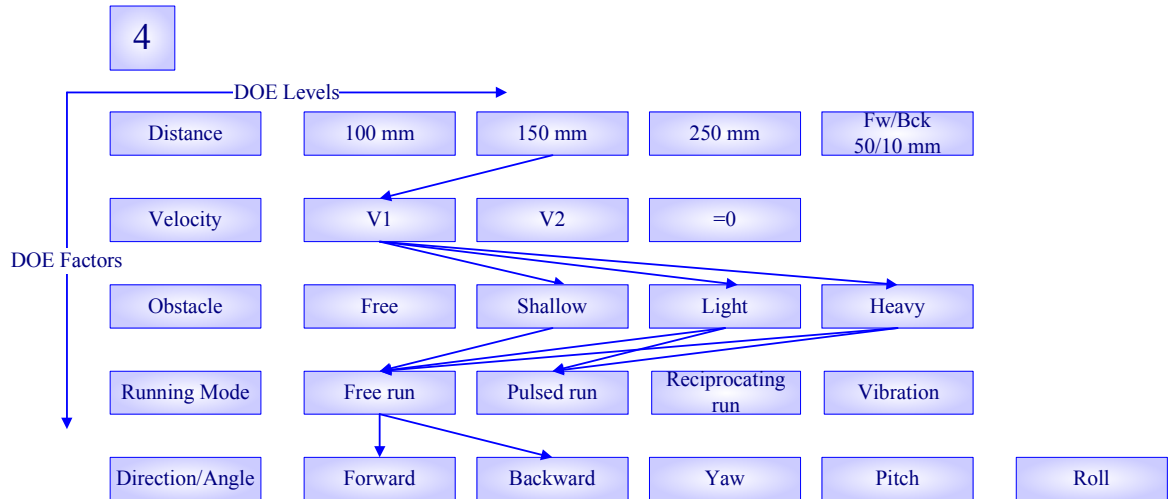 4
DOE Levels
Distance
100 mm
150 mm
250 mm
Fw/Bck
50/10 mm
Velocity
V1
V2
=0
DOE Factors
Obstacle
Free
Shallow
Light
Heavy
Running Mode
Free run
Pulsed run
Reciprocating
run
Vibration
Direction/Angle
Forward
Backward
Yaw
Pitch
Roll